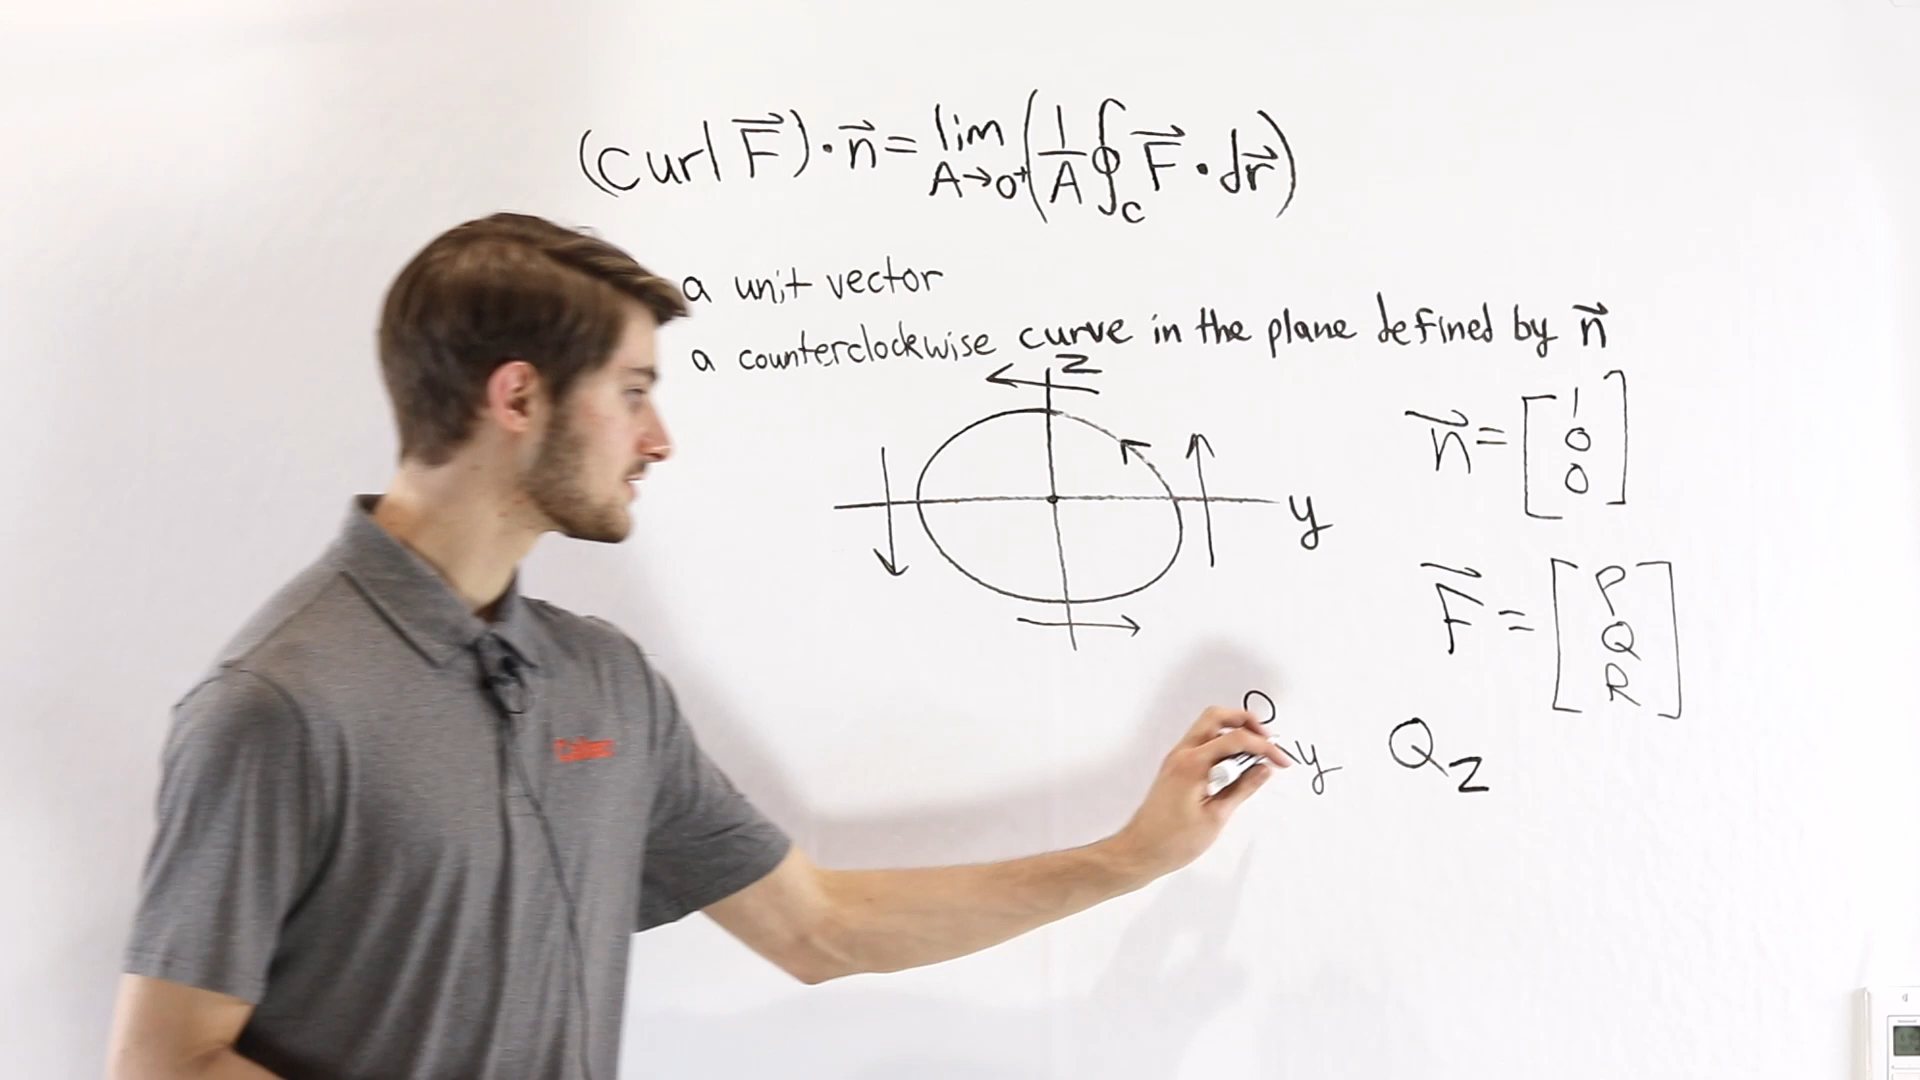 (curl F⃗)·n⃗ = lim A→0⁺ (1/A ∮_C F⃗·dr⃗)
a unit vector
a counterclockwise curve in the plane defined by n⃗
z
y
n⃗ = [1 0 0]
F⃗ = [P Q R]
y Q_z